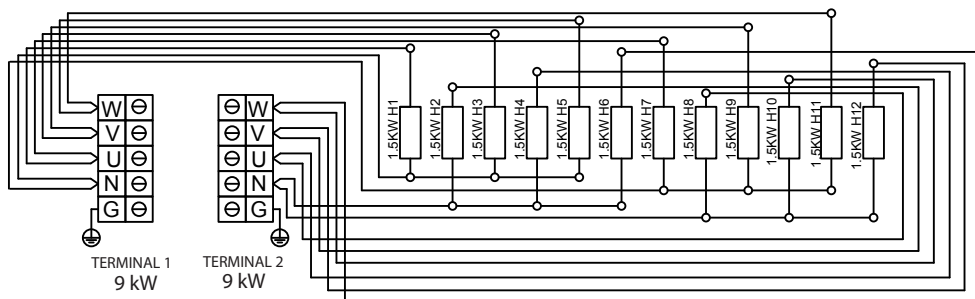 W
V
U
N
G
TERMINAL 1
9 kW
W
V
U
N
G
TERMINAL 2
9 kW
1.5KW H1
1.5KW H2
1.5KW H3
1.5KW H4
1.5KW H5
1.5KW H6
1.5KW H7
1.5KW H8
1.5KW H9
1.5KW H10
1.5KW H11
1.5KW H12